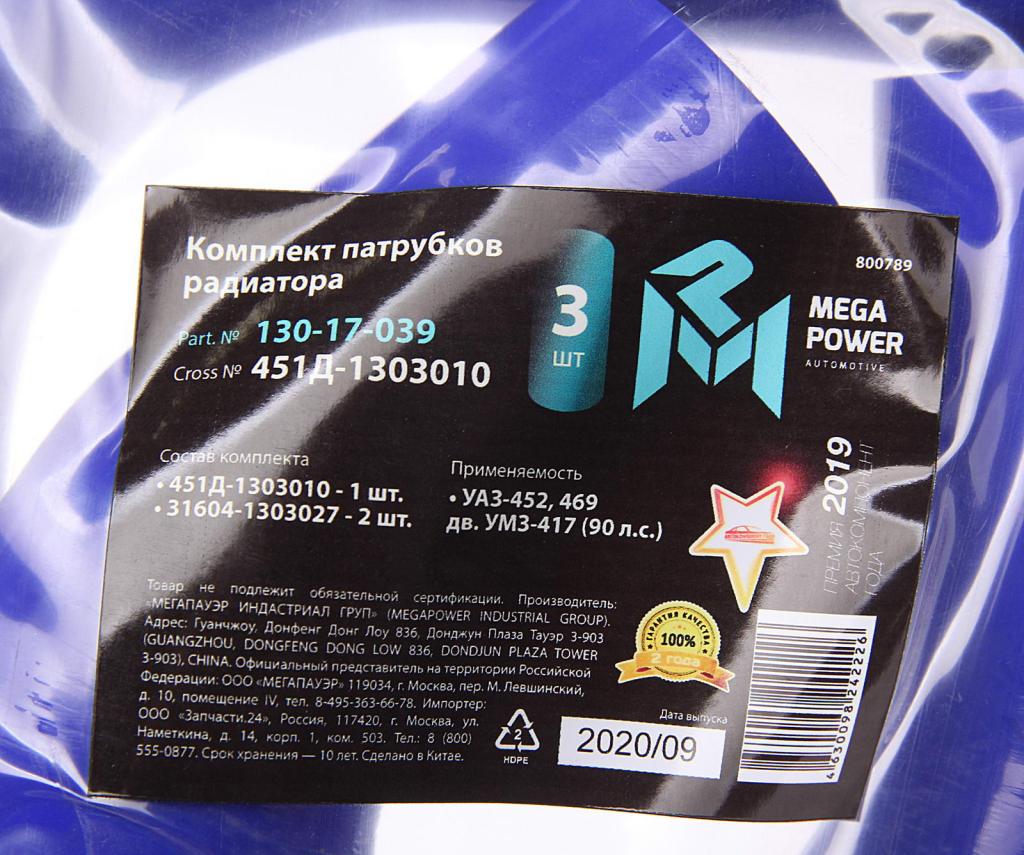 Комплект патрубков
радиатора
Part. № 130-17-039
Cross № 451Д-1303010
3
шт
800789
MEGA
POWER
AUTOMOTIVE
Состав комплекта
• 451Д-1303010 - 1 шт.
• 31604-1303027 - 2 шт.
Применяемость
• УАЗ-452, 469
дв. УМЗ-417 (90 л.с.)
ПРЕМИЯ 2019
АВТОКОМПОНЕНТ
ГОДА
Товар не подлежит обязательной сертификации. Производитель:
«МЕГАПАУЭР ИНДАСТРИАЛ ГРУП» (MEGAPOWER INDUSTRIAL GROUP).
Адрес: Гуанчжоу, Донфенг Донг Лоу 836, Донджун Плаза Тауэр 3-903
(GUANGZHOU, DONGFENG DONG LOW 836, DONDJUN PLAZA TOWER
3-903), CHINA. Официальный представитель на территории Российской
Федерации: ООО «МЕГАПАУЭР» 119034, г. Москва, пер. М. Левшинский,
д. 10, помещение IV, тел. 8-495-363-66-78. Импортер:
ООО «Запчасти.24», Россия, 117420, г. Москва, ул.
Наметкина, д. 14, корп. 1, ком. 503. Тел.: 8 (800)
555-0877. Срок хранения — 10 лет. Сделано в Китае.
ГАРАНТИЯ КАЧЕСТВА
100%
2 года
2
HDPE
Дата выпуска
2020/09
4630098242226